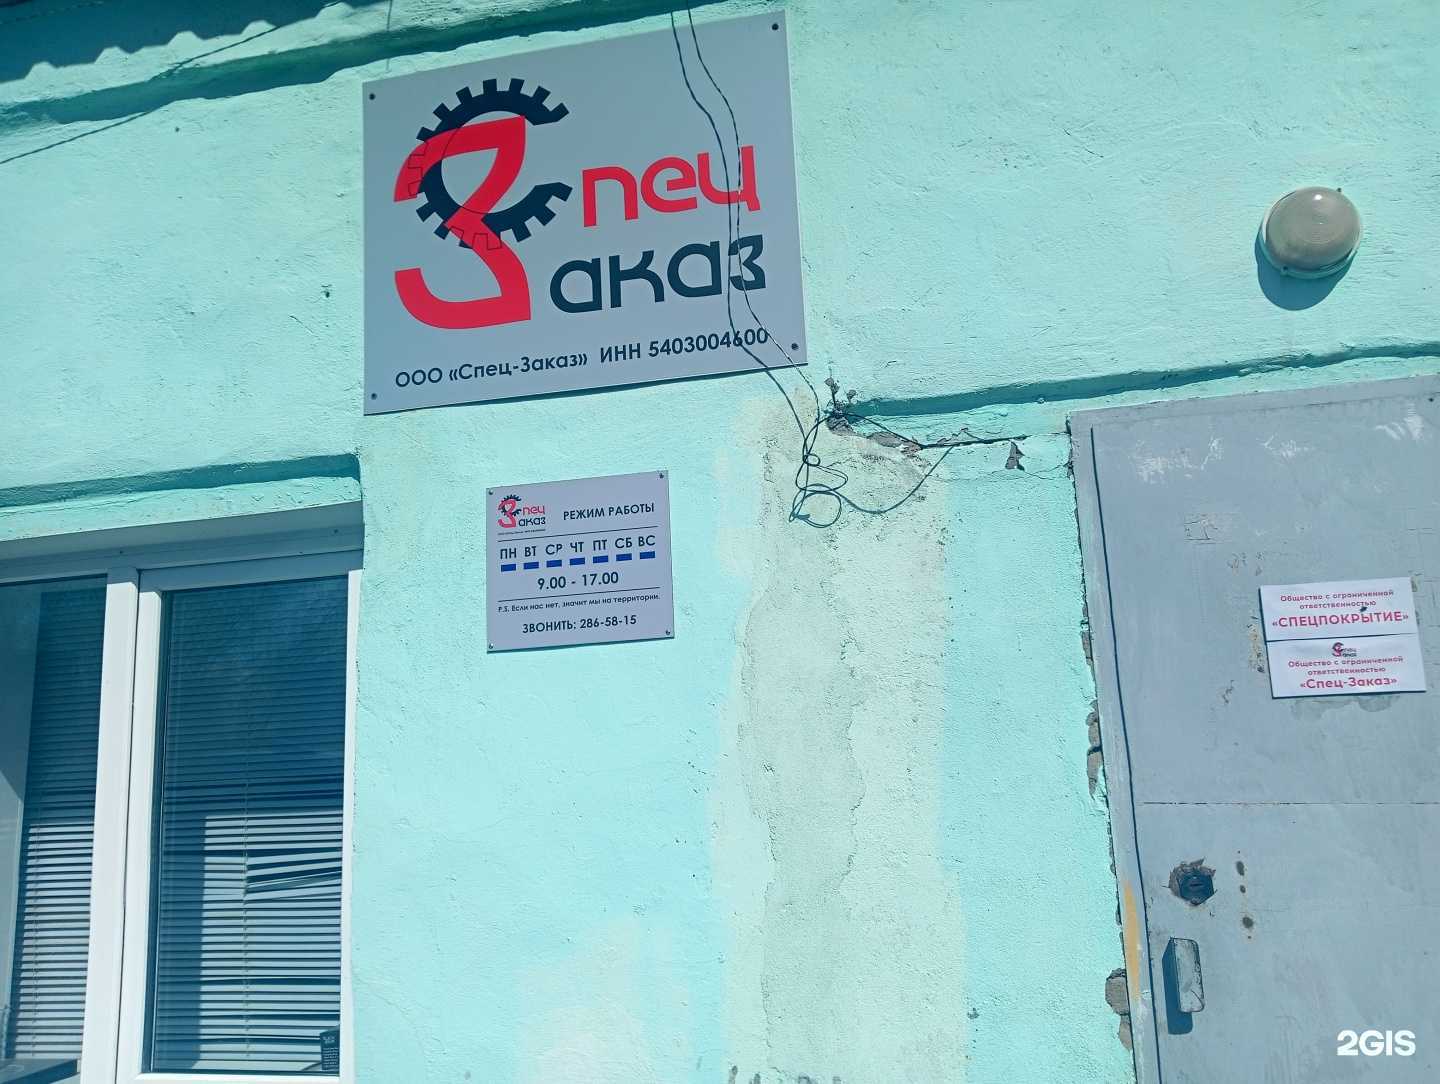 Спец
Заказ
ООО «Спец-Заказ» ИНН 5403004600
Спец
Заказ
РЕЖИМ РАБОТЫ
ПН ВТ СР ЧТ ПТ СБ ВС
9.00 - 17.00
P.S. Если нас нет, значит мы на территории.
ЗВОНИТЬ: 286-58-15
Общество с ограниченной
ответственностью
«СПЕЦПОКРЫТИЕ»
Спец
Заказ
Общество с ограниченной
ответственностью
«Спец-Заказ»
2GIS